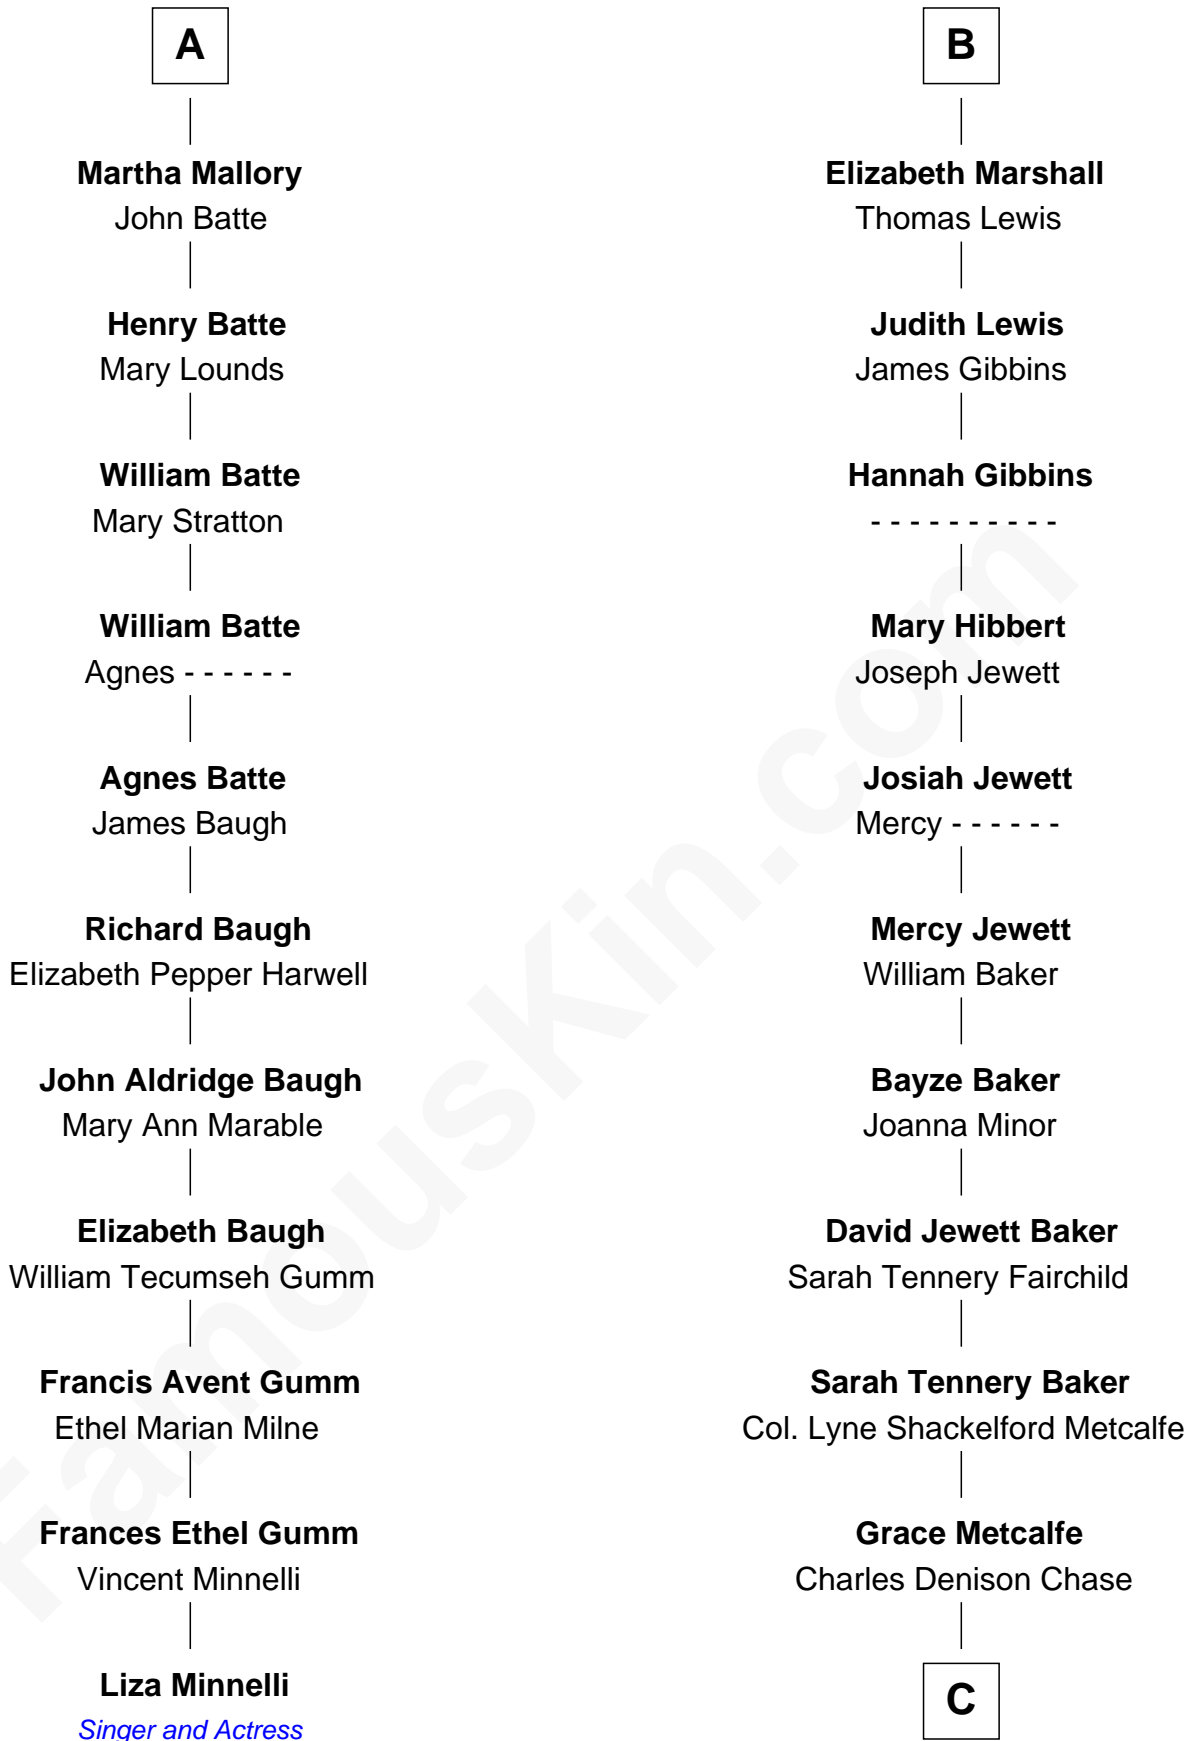 A
Martha Mallory
John Batte
Henry Batte
Mary Lounds
William Batte
Mary Stratton
William Batte
Agnes - - - - - -
Agnes Batte
James Baugh
Richard Baugh
Elizabeth Pepper Harwell
John Aldridge Baugh
Mary Ann Marable
Elizabeth Baugh
William Tecumseh Gumm
Francis Avent Gumm
Ethel Marian Milne
Frances Ethel Gumm
Vincent Minnelli
Liza Minnelli
Singer and Actress
B
Elizabeth Marshall
Thomas Lewis
Judith Lewis
James Gibbins
Hannah Gibbins
- - - - - - - - - -
Mary Hibbert
Joseph Jewett
Josiah Jewett
Mercy - - - - - -
Mercy Jewett
William Baker
Bayze Baker
Joanna Minor
David Jewett Baker
Sarah Tennery Fairchild
Sarah Tennery Baker
Col. Lyne Shackelford Metcalfe
Grace Metcalfe
Charles Denison Chase
C
FamousKin.com